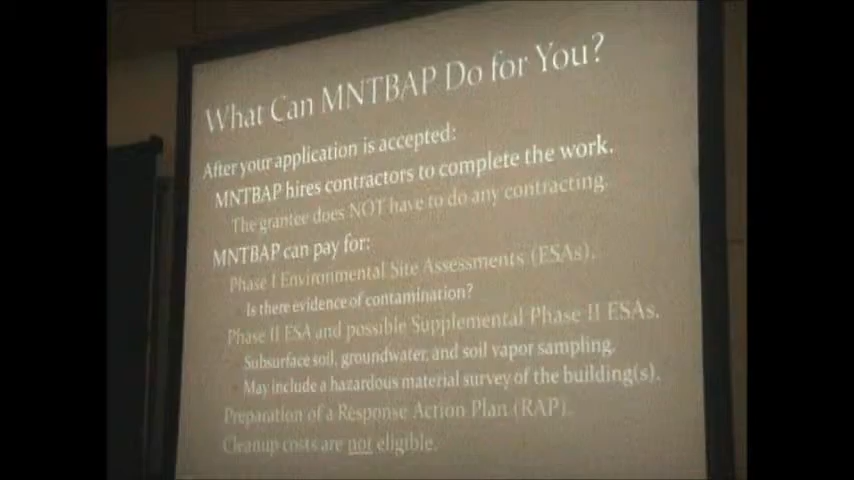 What Can MNTBAP Do for You?
After your application is accepted:
MNTBAP hires contractors to complete the work.
The grantee does NOT have to do any contracting.
MNTBAP can pay for:
Phase I Environmental Site Assessments (ESAs).
Is there evidence of contamination?
Phase II ESA and possible Supplemental Phase II ESAs.
Subsurface soil, groundwater, and soil vapor sampling.
May include a hazardous material survey of the building(s).
Preparation of a Response Action Plan (RAP).
Cleanup costs are not eligible.